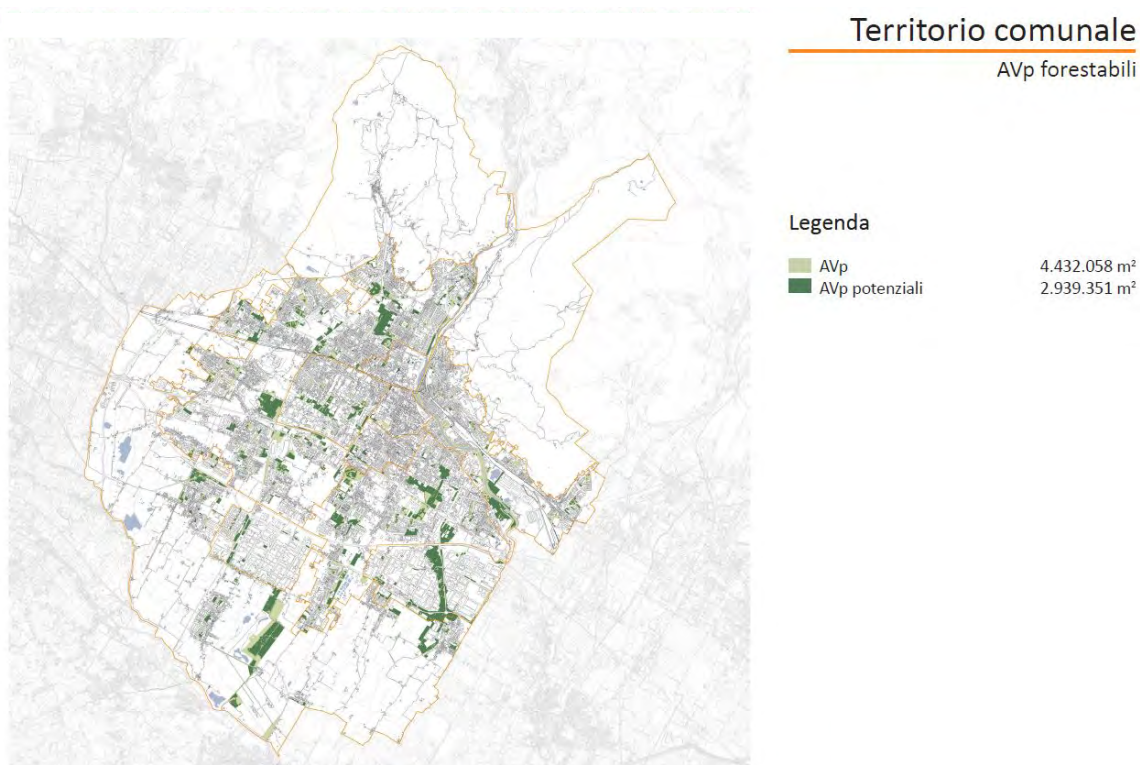 Territorio comunale
AVp forestabili
Legenda
AVp 4.432.058 m²
AVp potenziali 2.939.351 m²